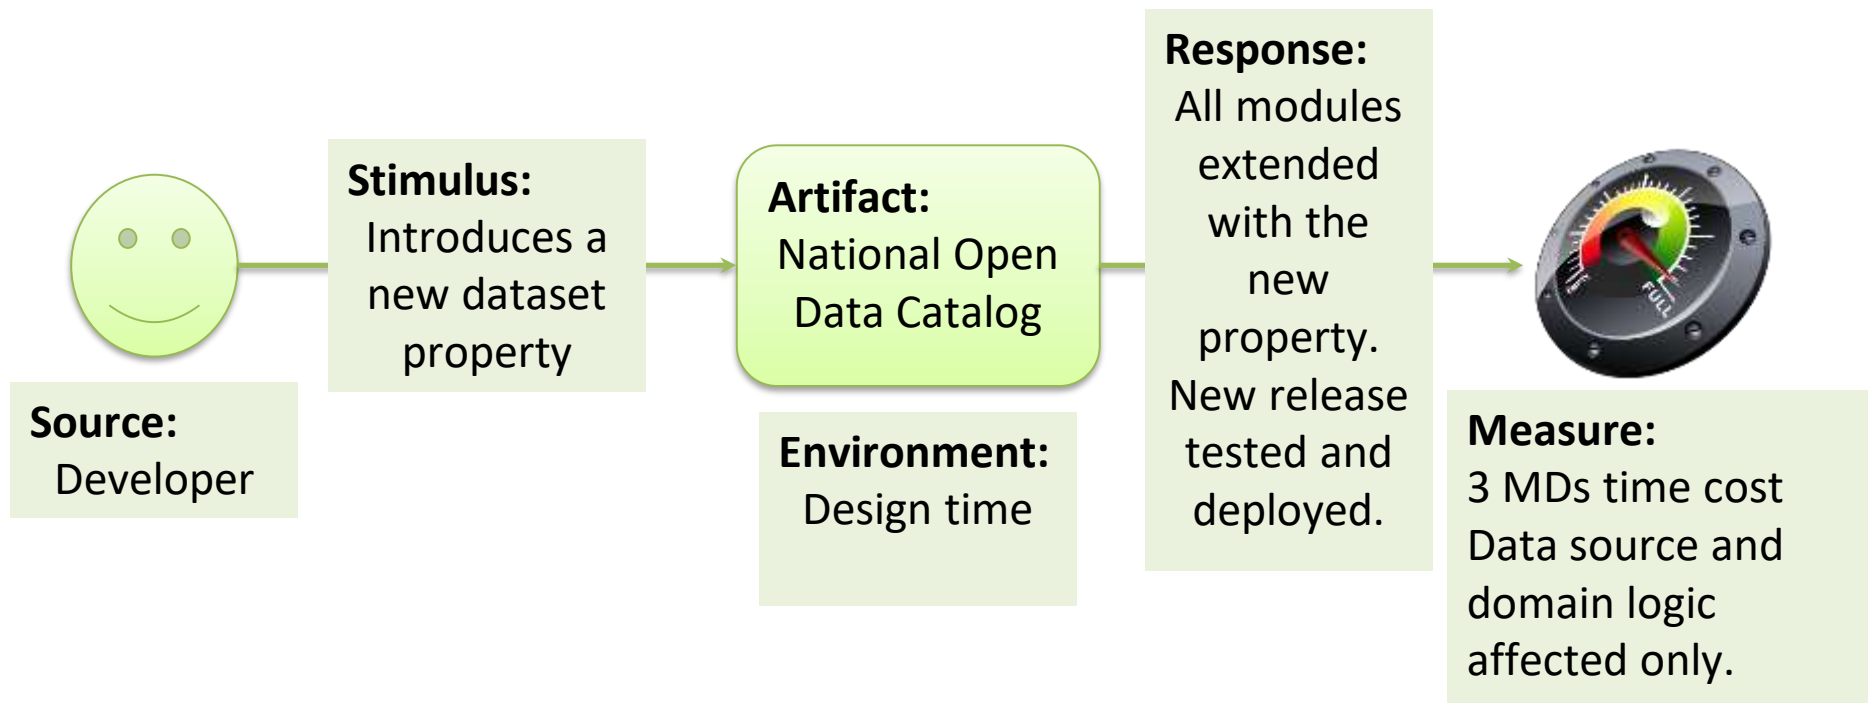 Source:
Developer
Stimulus:
Introduces a
new dataset
property
Artifact:
National Open
Data Catalog
Environment:
Design time
Response:
All modules
extended
with the
new
property.
New release
tested and
deployed.
FULL
Measure:
3 MDs time cost
Data source and
domain logic
affected only.